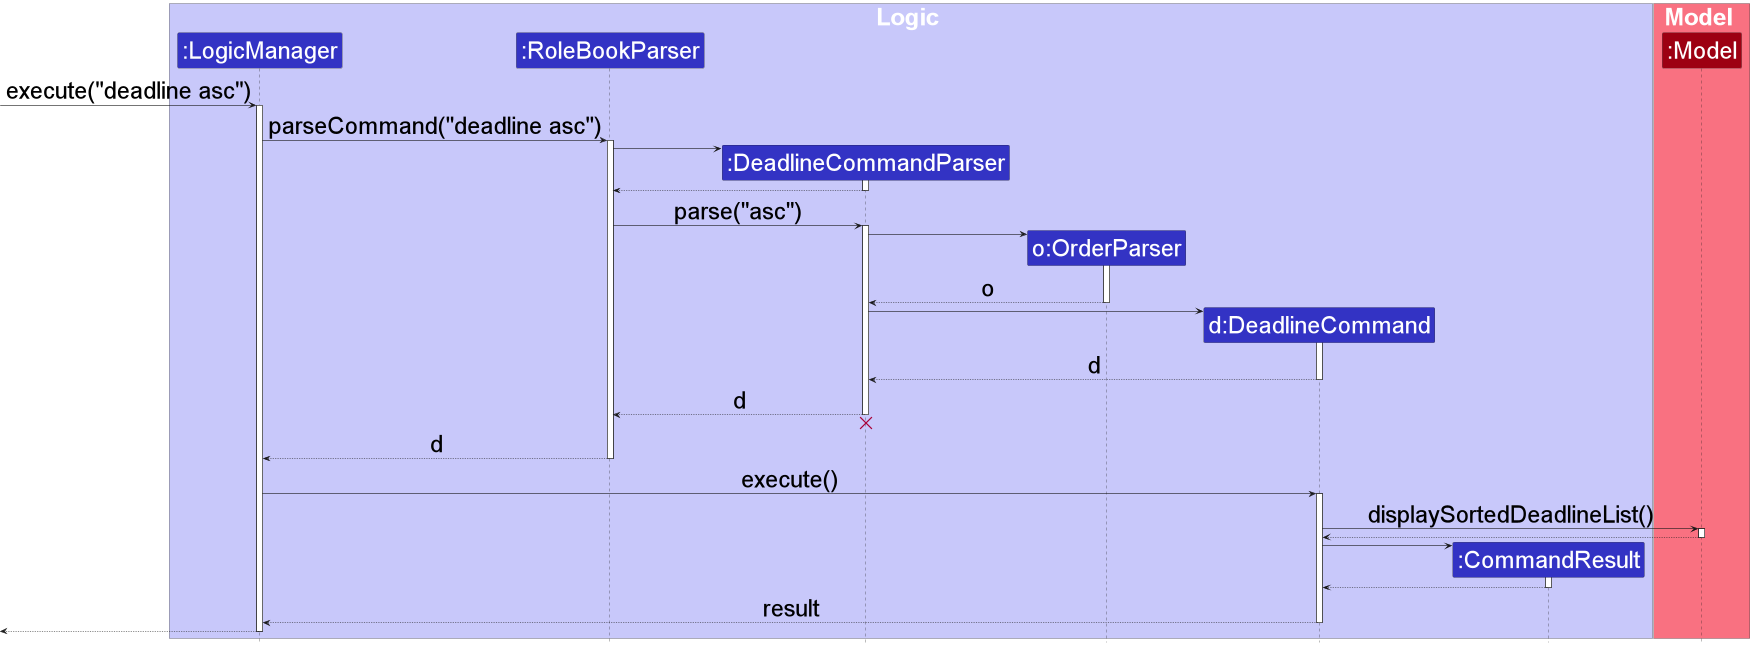 Logic
Model
:LogicManager
:RoleBookParser
:Model
execute("deadline asc")
parseCommand("deadline asc")
:DeadlineCommandParser
parse("asc")
o:OrderParser
o
d:DeadlineCommand
d
d
d
execute()
displaySortedDeadlineList()
:CommandResult
result